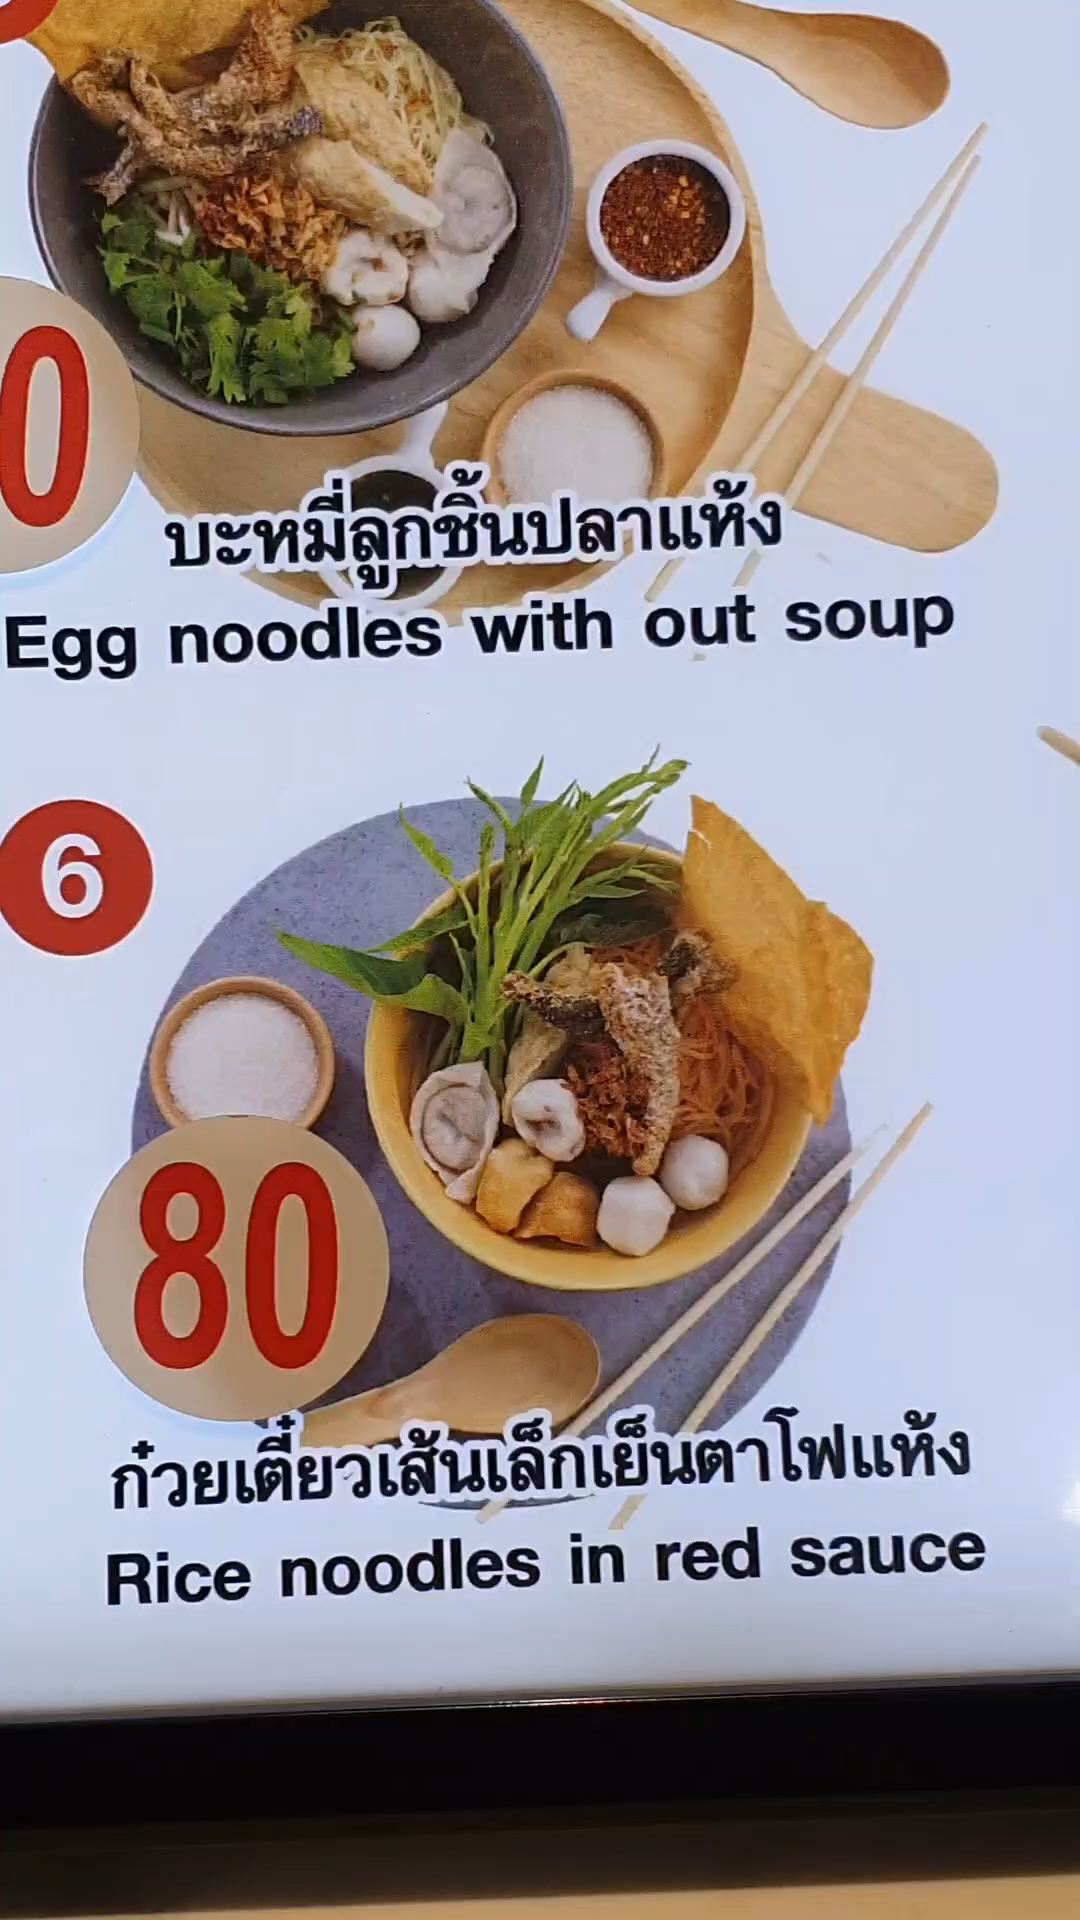 0
บะหมี่ลูกชิ้นปลาแห้ง
Egg noodles with out soup
6
80
ก๋วยเตี๋ยวเส้นเล็กเย็นตาโฟแห้ง
Rice noodles in red sauce